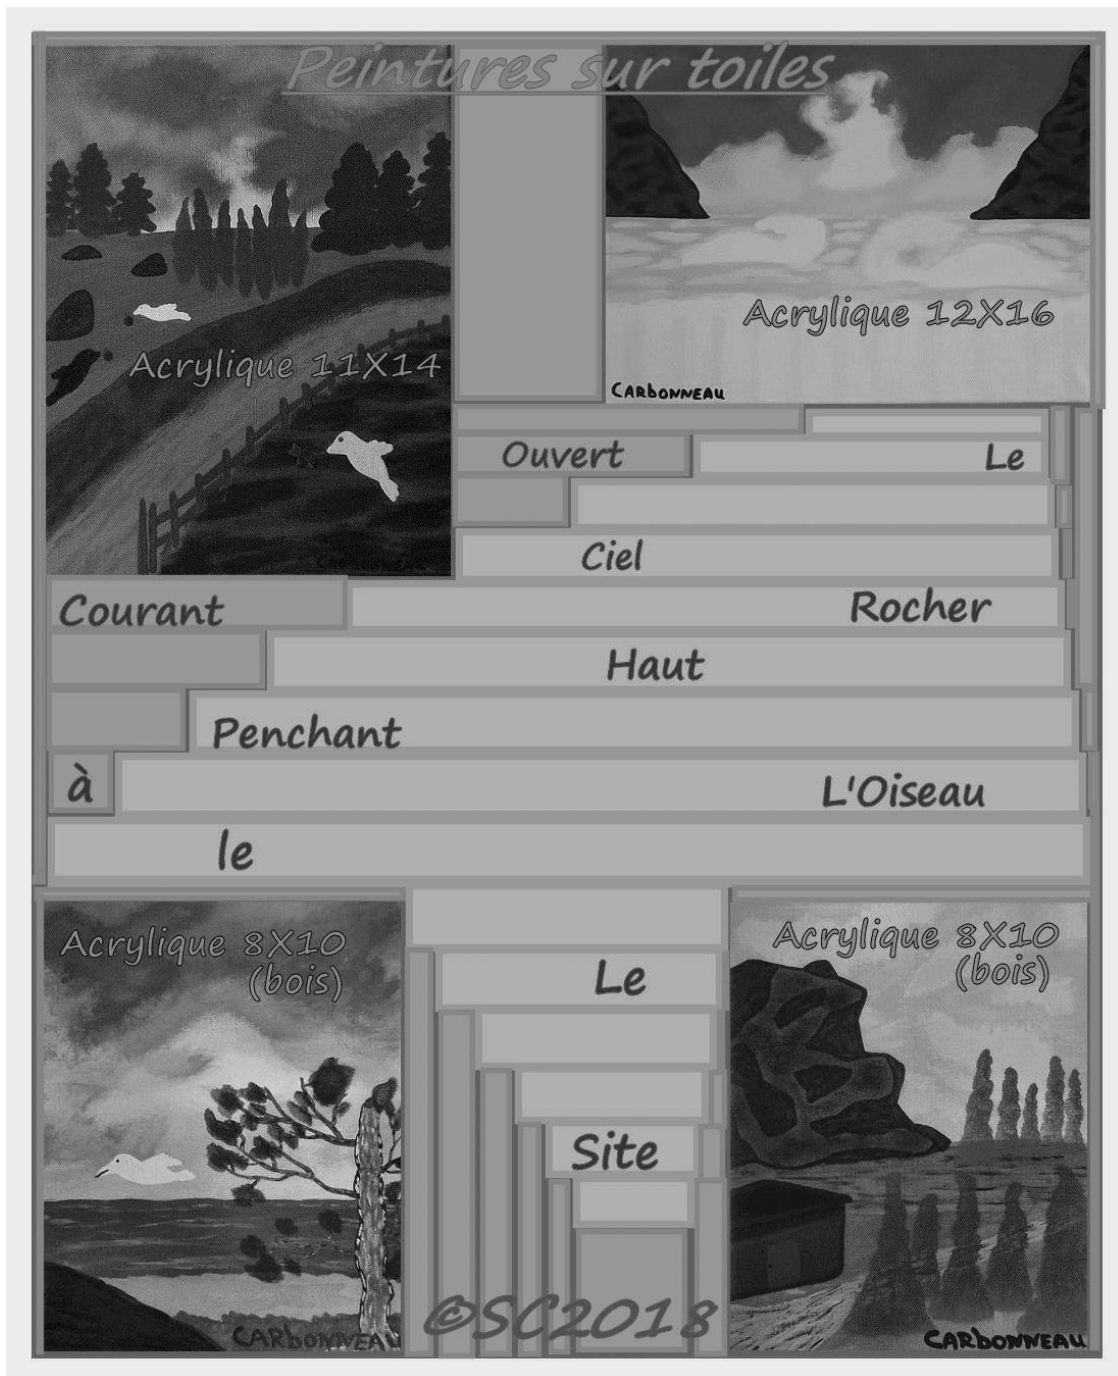 Peintures sur toiles
Acrylique 11X14
Acrylique 12X16
CARBONNEAU
Ouvert Le
Ciel
Courant Rocher
Haut
Penchant
à L'Oiseau
le
Acrylique 8X10
(bois)
Acrylique 8X10
(bois)
Le
Site
©SC2018
CARBONNEAU
CARBONNEAU